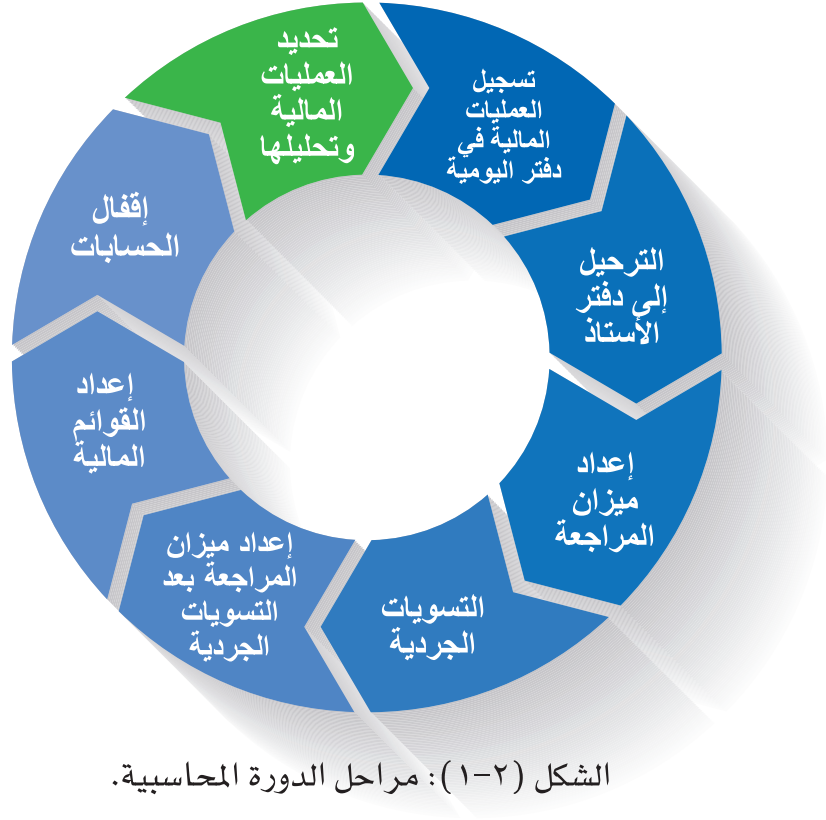 تحديد
العمليات
المالية
وتحليلها
تسجيل
العمليات
المالية في
دفتر اليومية
الترحيل
إلى دفتر
الأستاذ
إعداد
ميزان
المراجعة
التسويات
الجردية
إعداد ميزان
المراجعة بعد
التسويات
الجردية
إعداد
القوائم
المالية
إقفال
الحسابات
الشكل (٢-١): مراحل الدورة المحاسبية.